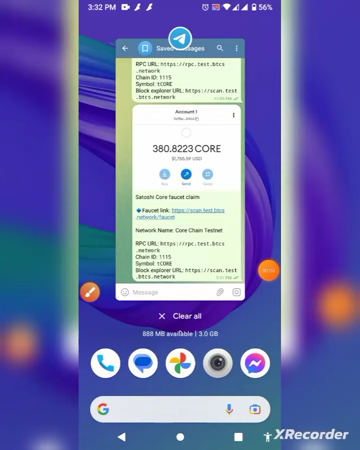 3:32 PM
56%
Saved Messages
RPC URL: https://rpc.test.btcs
.network
Chain ID: 1115
Symbol: tCORE
Block explorer URL: https://scan.test
.btcs.network
Account 1
380.8223 CORE
Buy
Send
Swap
Satoshi Core faucet claim
Faucet link: https://scan.test.btcs
.network/faucet
Network Name: Core Chain Testnet
RPC URL: https://rpc.test.btcs
.network
Chain ID: 1115
Symbol: tCORE
Block explorer URL: https://scan.test
.btcs.network
Message
Clear all
888 MB available | 3.0 GB
XRecorder